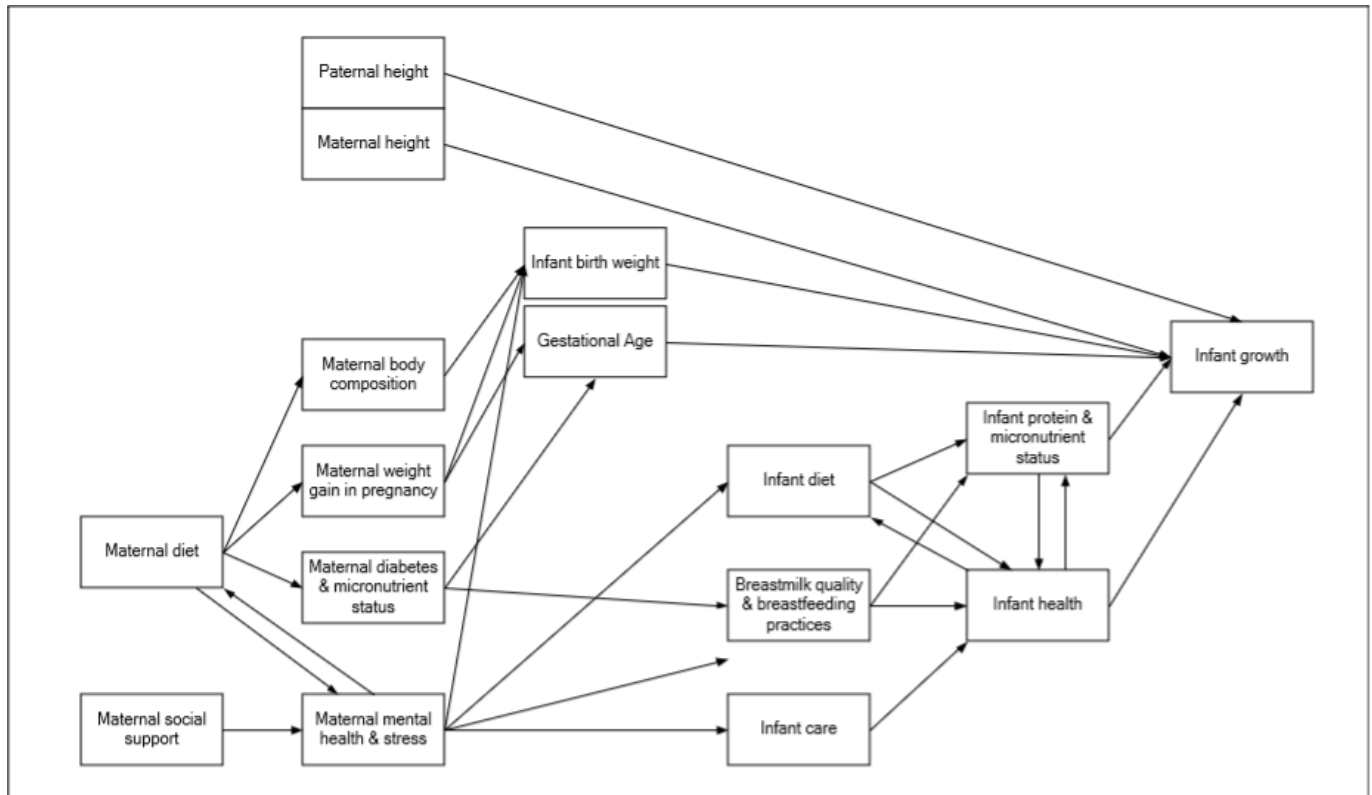 Paternal height
Maternal height
Infant birth weight
Gestational Age
Infant growth
Maternal body
composition
Infant protein &
micronutrient
status
Maternal weight
gain in pregnancy
Infant diet
Maternal diet
Maternal diabetes
& micronutrient
status
Breastmilk quality
& breastfeeding
practices
Infant health
Maternal social
support
Maternal mental
health & stress
Infant care